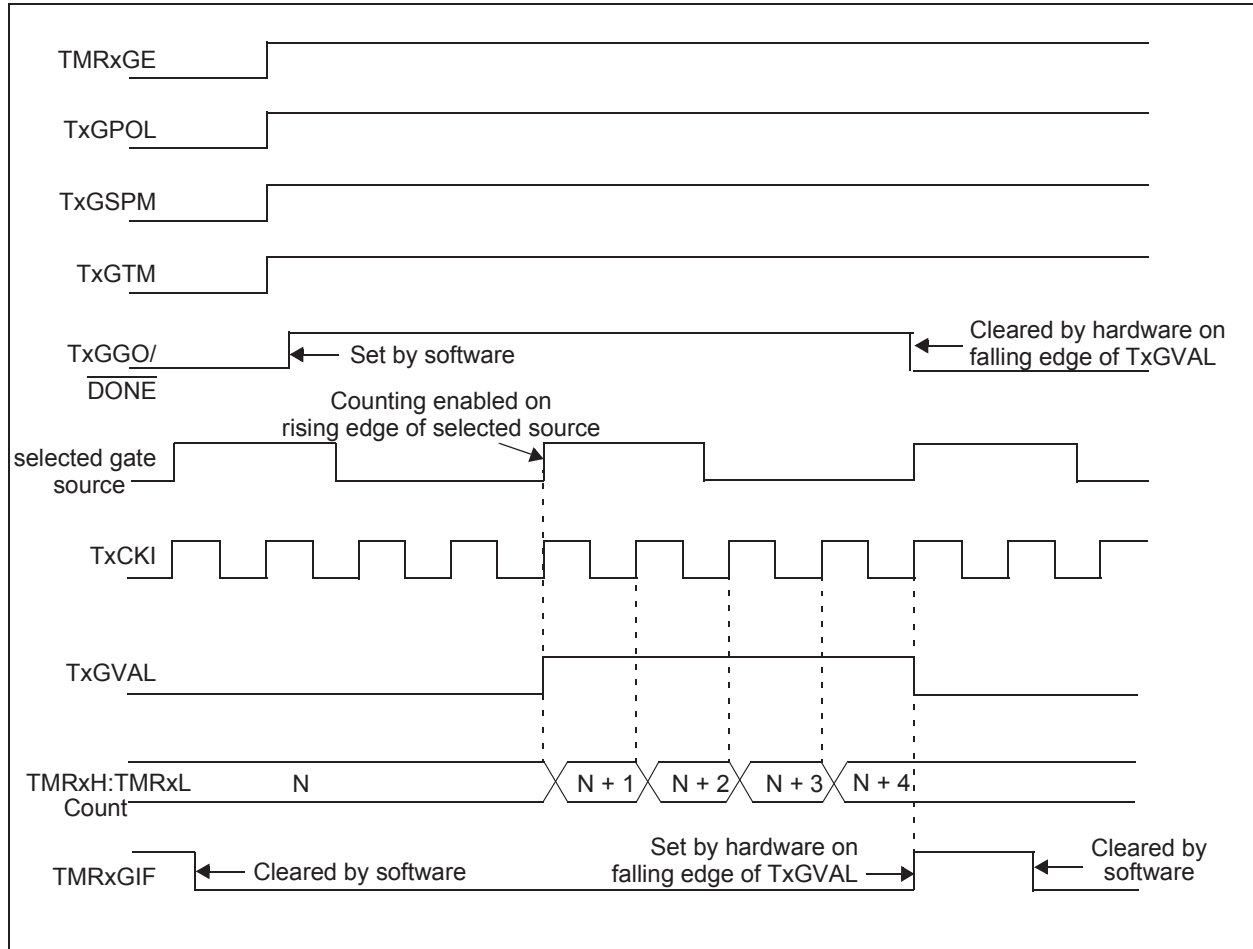 TMRxGE
TxGPOL
TxGSPM
TxGTM
TxGGO/
DONE
Set by software
Cleared by hardware on
falling edge of TxGVAL
Counting enabled on
rising edge of selected source
selected gate
source
TxCKI
TxGVAL
TMRxH:TMRxL
Count
N
N + 1
N + 2
N + 3
N + 4
TMRxGIF
Cleared by software
Set by hardware on
falling edge of TxGVAL
Cleared by
software